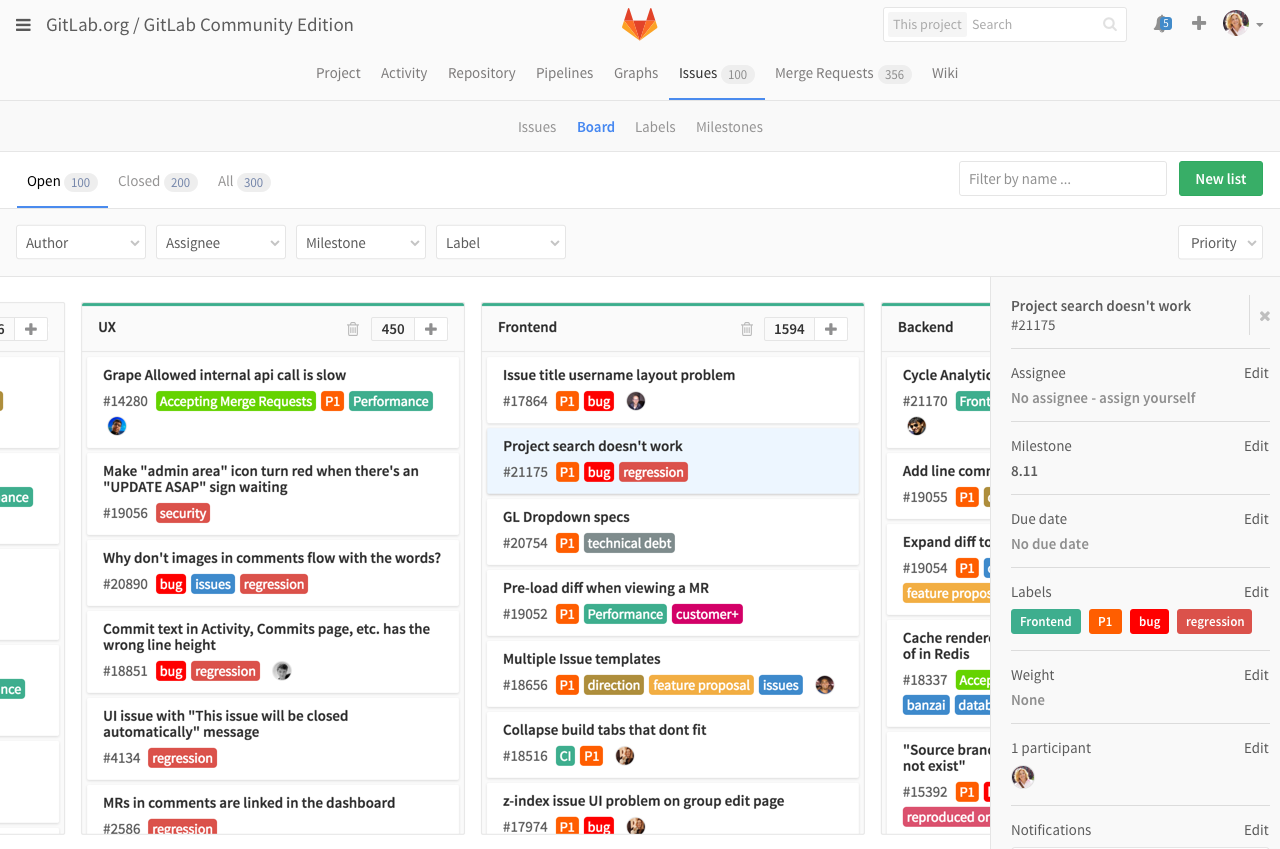 GitLab.org / GitLab Community Edition
This project Search
5
Project Activity Repository Pipelines Graphs Issues 100 Merge Requests 356 Wiki
Issues Board Labels Milestones
Open 100 Closed 200 All 300
Filter by name ...
New list
Author Assignee Milestone Label Priority
6
ance
nce
UX 450
Grape Allowed internal api call is slow
#14280 Accepting Merge Requests P1 Performance
Make "admin area" icon turn red when there's an
"UPDATE ASAP" sign waiting
#19056 security
Why don't images in comments flow with the words?
#20890 bug issues regression
Commit text in Activity, Commits page, etc. has the
wrong line height
#18851 bug regression
UI issue with "This issue will be closed
automatically" message
#4134 regression
MRs in comments are linked in the dashboard
#2586 regression
Frontend 1594
Issue title username layout problem
#17864 P1 bug
Project search doesn't work
#21175 P1 bug regression
GL Dropdown specs
#20754 P1 technical debt
Pre-load diff when viewing a MR
#19052 P1 Performance customer+
Multiple Issue templates
#18656 P1 direction feature proposal issues
Collapse build tabs that dont fit
#18516 CI P1
z-index issue UI problem on group edit page
#17974 P1 bug
Backend
Cycle Analytic
#21170 Front
Add line comm
#19055 P1
Expand diff to
#19054 P1
feature propos
Cache rendere
of in Redis
#18337 Accep
banzai datab
"Source bran
not exist"
#15392 P1
reproduced on
Project search doesn't work
#21175
Assignee Edit
No assignee - assign yourself
Milestone Edit
8.11
Due date Edit
No due date
Labels Edit
Frontend P1 bug regression
Weight Edit
None
1 participant Edit
Notifications Edit